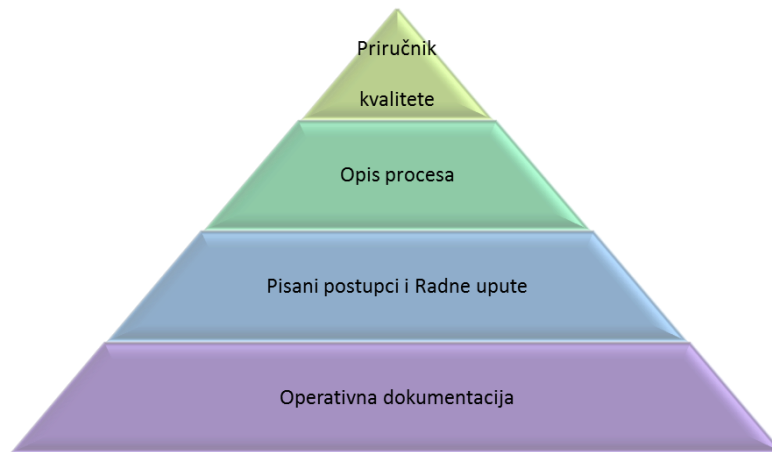 Priručnik
kvalitete
Opis procesa
Pisani postupci i Radne upute
Operativna dokumentacija